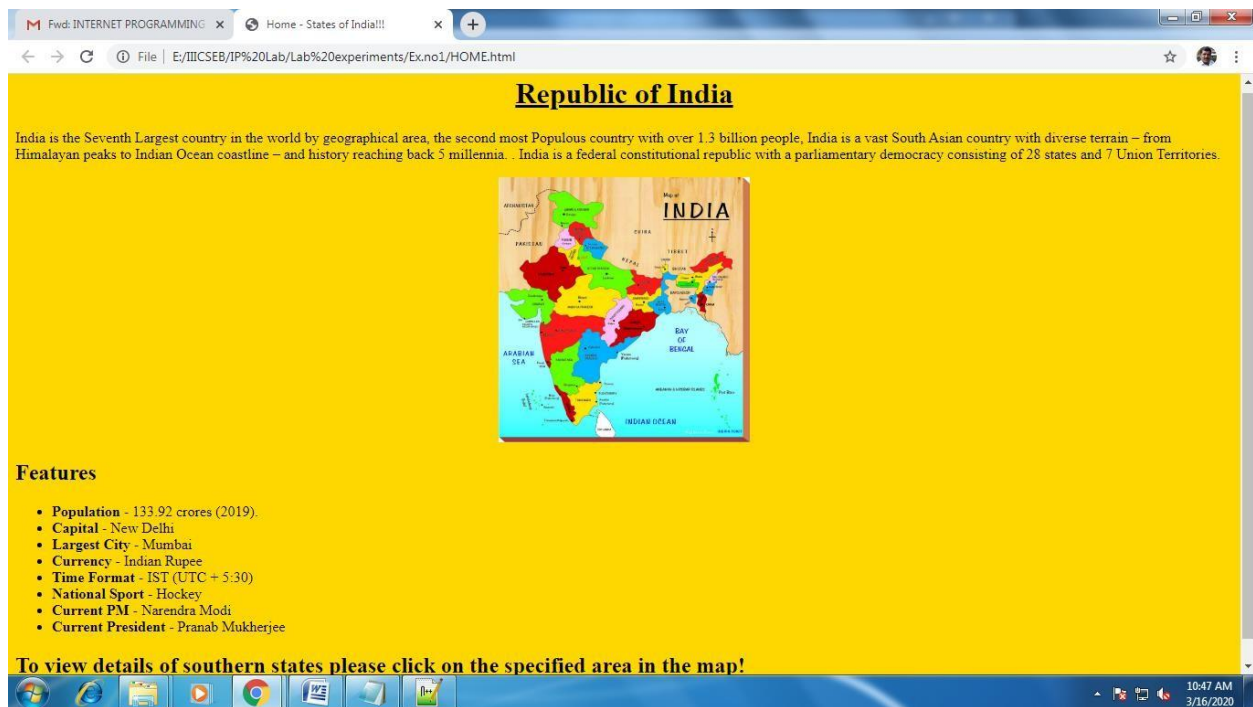 Fwd: INTERNET PROGRAMMING
Home - States of India!!!
File | E:/IIICSEB/IP%20Lab/Lab%20experiments/Ex.no1/HOME.html
Republic of India
India is the Seventh Largest country in the world by geographical area, the second most Populous country with over 1.3 billion people, India is a vast South Asian country with diverse terrain – from
Himalayan peaks to Indian Ocean coastline – and history reaching back 5 millennia. . India is a federal constitutional republic with a parliamentary democracy consisting of 28 states and 7 Union Territories.
Map of
INDIA
AFGHANISTAN
CHINA
PAKISTAN
TIBET
NEPAL
ARABIAN
SEA
BAY
OF
BENGAL
INDIAN OCEAN
Features
• Population - 133.92 crores (2019).
• Capital - New Delhi
• Largest City - Mumbai
• Currency - Indian Rupee
• Time Format - IST (UTC + 5:30)
• National Sport - Hockey
• Current PM - Narendra Modi
• Current President - Pranab Mukherjee
To view details of southern states please click on the specified area in the map!
10:47 AM
3/16/2020